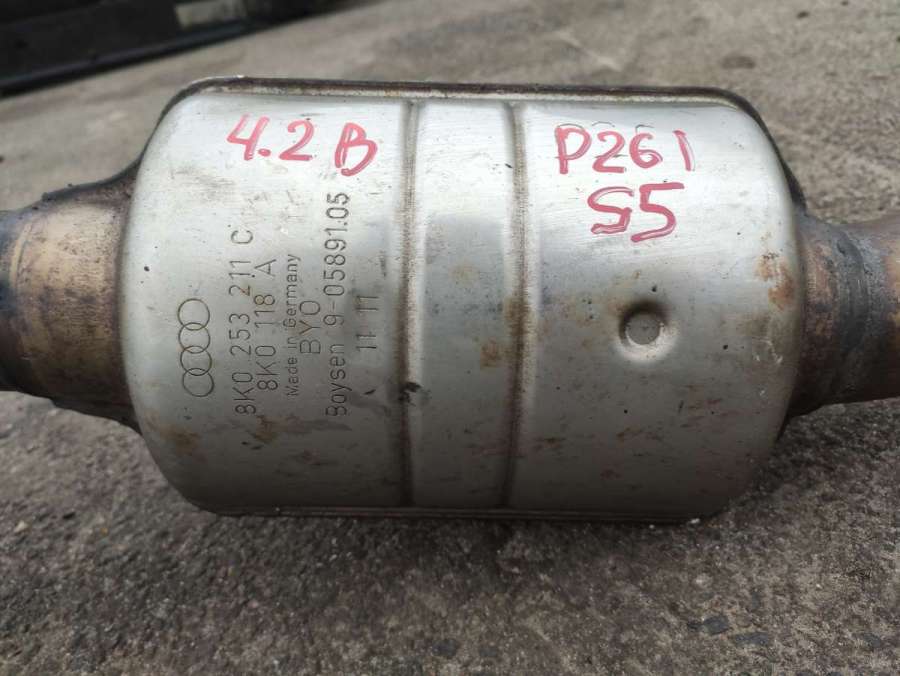 4.2 B
P261
S5
8K0 253 211 C
8K0 118 A
Made in Germany
BYO
Boysen 9-05891.05
11 11